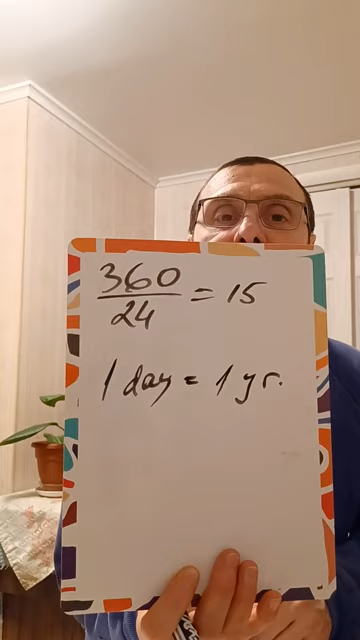 360/24 = 15
1 day = 1 yr.